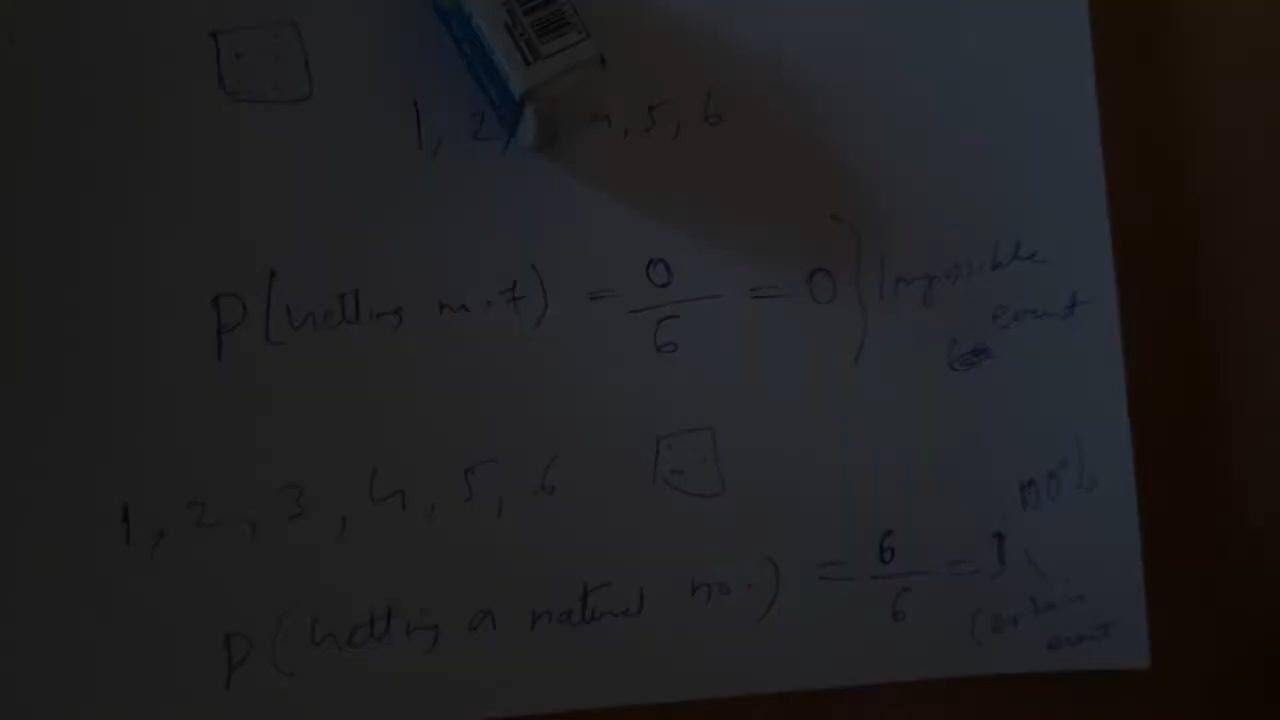 1, 2, 4, 5, 6
P(getting no. 7) = 0/6 = 0 } Impossible event
1, 2, 3, 4, 5, 6
100%
P(getting a natural no.) = 6/6 = 1
Certain event